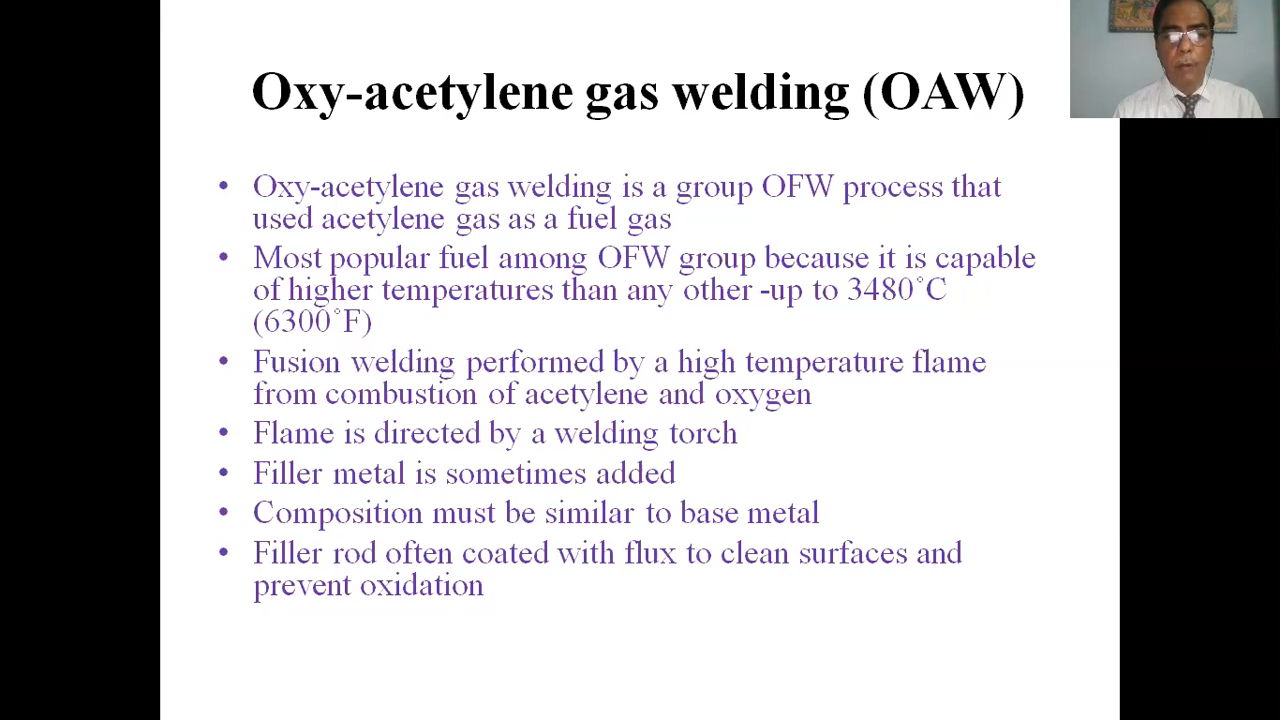 Oxy-acetylene gas welding (OAW)
• Oxy-acetylene gas welding is a group OFW process that
used acetylene gas as a fuel gas
• Most popular fuel among OFW group because it is capable
of higher temperatures than any other -up to 3480˚C
(6300˚F)
• Fusion welding performed by a high temperature flame
from combustion of acetylene and oxygen
• Flame is directed by a welding torch
• Filler metal is sometimes added
• Composition must be similar to base metal
• Filler rod often coated with flux to clean surfaces and
prevent oxidation